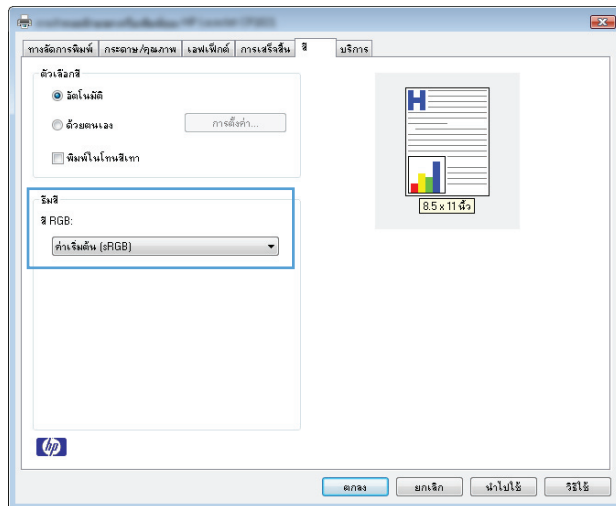 ทางลัดการพิมพ์ กระดาษ/คุณภาพ เอฟเฟ็กต์ การเสร็จสิ้น สี บริการ
ตัวเลือกสี
อัตโนมัติ
ด้วยตนเอง การตั้งค่า...
พิมพ์ในโทนสีเทา
ธีมสี
สี RGB:
ค่าเริ่มต้น (sRGB)
H
8.5 x 11 นิ้ว
hp
ตกลง ยกเลิก นำไปใช้ วิธีใช้